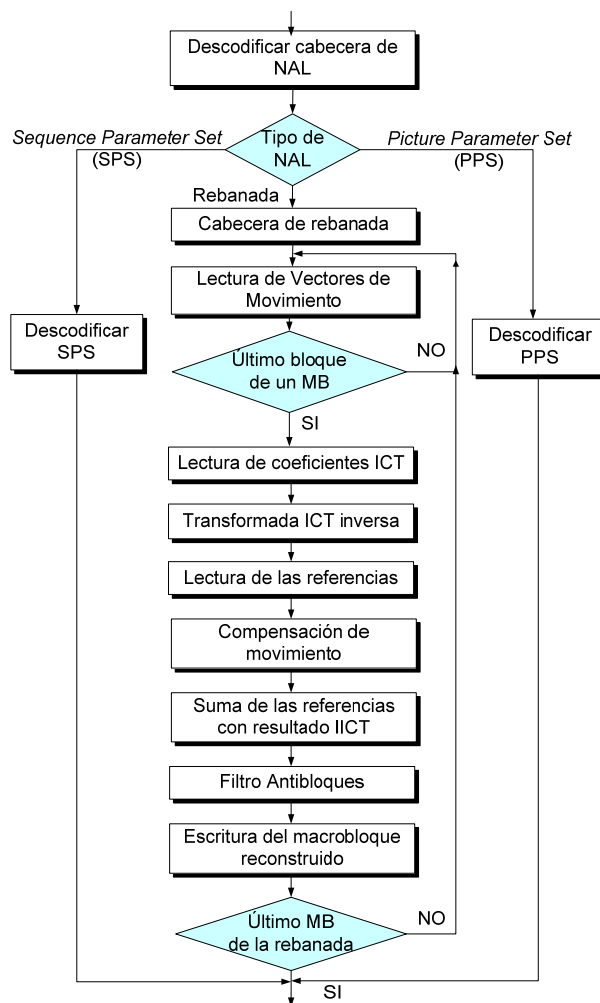 Descodificar cabecera de
NAL
Sequence Parameter Set
(SPS)
Tipo de
NAL
Picture Parameter Set
(PPS)
Rebanada
Cabecera de rebanada
Lectura de Vectores de
Movimiento
Descodificar
SPS
Descodificar
PPS
Último bloque
de un MB
NO
SI
Lectura de coeficientes ICT
Transformada ICT inversa
Lectura de las referencias
Compensación de
movimiento
Suma de las referencias
con resultado IICT
Filtro Antibloques
Escritura del macrobloque
reconstruido
Último MB
de la rebanada
NO
SI